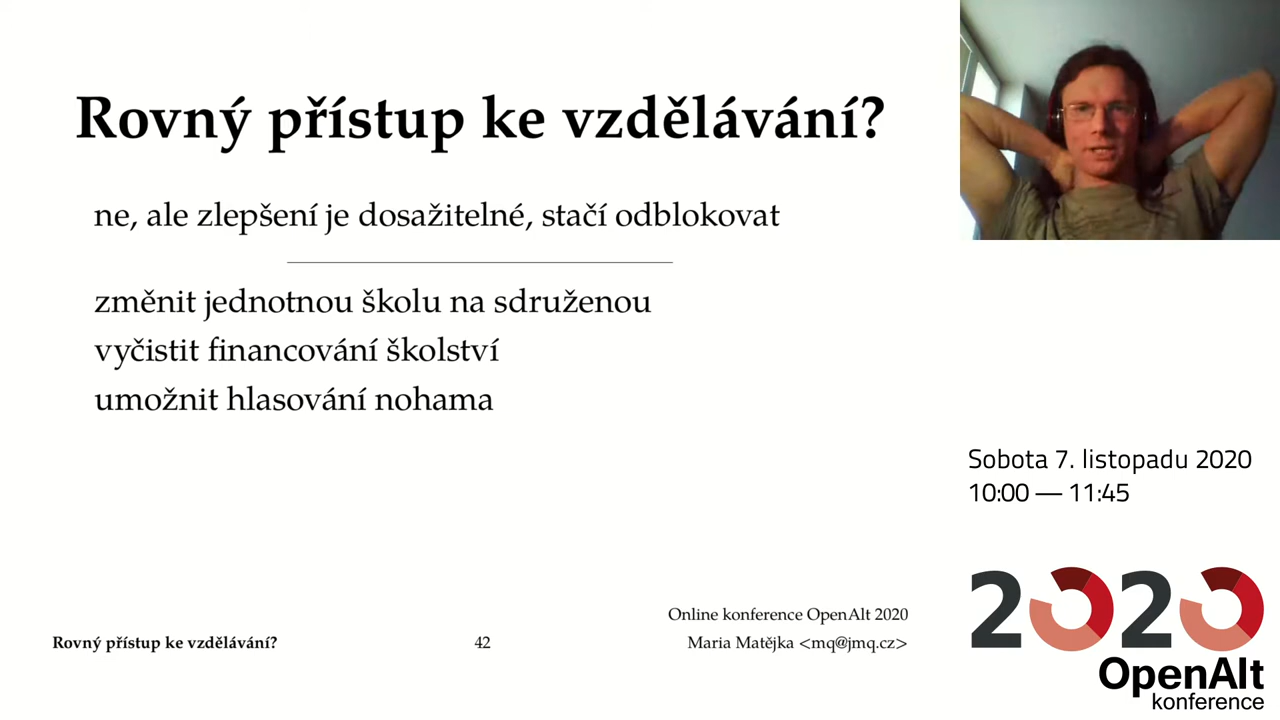 Rovný přístup ke vzdělávání?
ne, ale zlepšení je dosažitelné, stačí odblokovat
změnit jednotnou školu na sdruženou
vyčistit financování školství
umožnit hlasování nohama
Sobota 7. listopadu 2020
10:00 — 11:45
Online konference OpenAlt 2020
Rovný přístup ke vzdělávání?
42
Maria Matějka <mq@jmq.cz>
2020
OpenAlt
konference